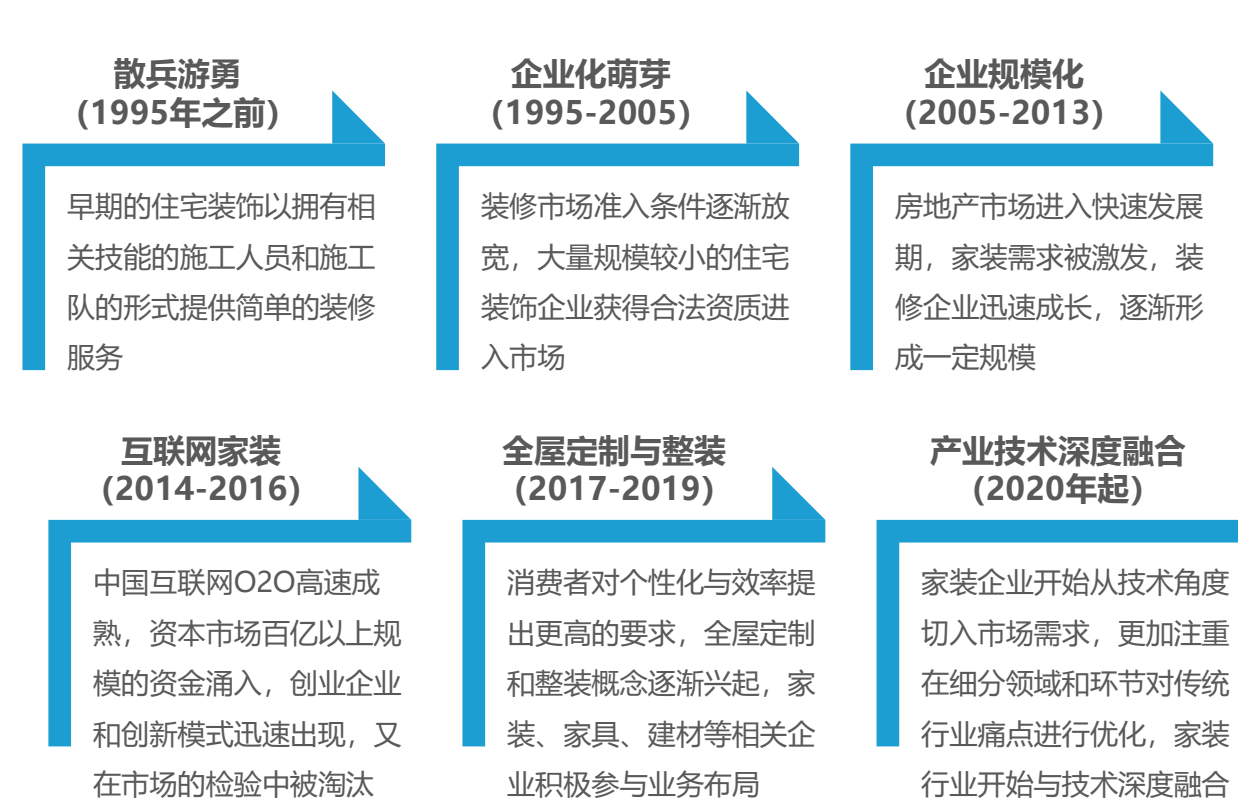 散兵游勇
(1995年之前)
早期的住宅装饰以拥有相
关技能的施工人员和施工
队的形式提供简单的装修
服务
企业化萌芽
(1995-2005)
装修市场准入条件逐渐放
宽，大量规模较小的住宅
装饰企业获得合法资质进
入市场
企业规模化
(2005-2013)
房地产市场进入快速发展
期，家装需求被激发，装
修企业迅速成长，逐渐形
成一定规模
互联网家装
(2014-2016)
中国互联网O2O高速成
熟，资本市场百亿以上规
模的资金涌入，创业企业
和创新模式迅速出现，又
在市场的检验中被淘汰
全屋定制与整装
(2017-2019)
消费者对个性化与效率提
出更高的要求，全屋定制
和整装概念逐渐兴起，家
装、家具、建材等相关企
业积极参与业务布局
产业技术深度融合
(2020年起)
家装企业开始从技术角度
切入市场需求，更加注重
在细分领域和环节对传统
行业痛点进行优化，家装
行业开始与技术深度融合